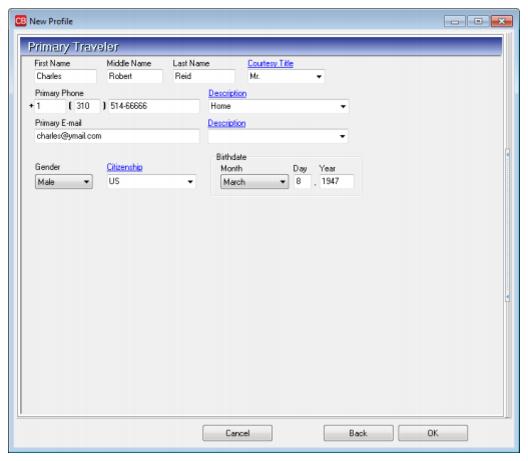 CB New Profile
Primary Traveler
First Name Middle Name Last Name Courtesy Title
Charles Robert Reid Mr.
Primary Phone Description
+ 1 ( 310 ) 514-66666 Home
Primary E-mail Description
charles@ymail.com
Birthdate
Gender Citizenship Month Day Year
Male US March 8 , 1947
Cancel Back OK